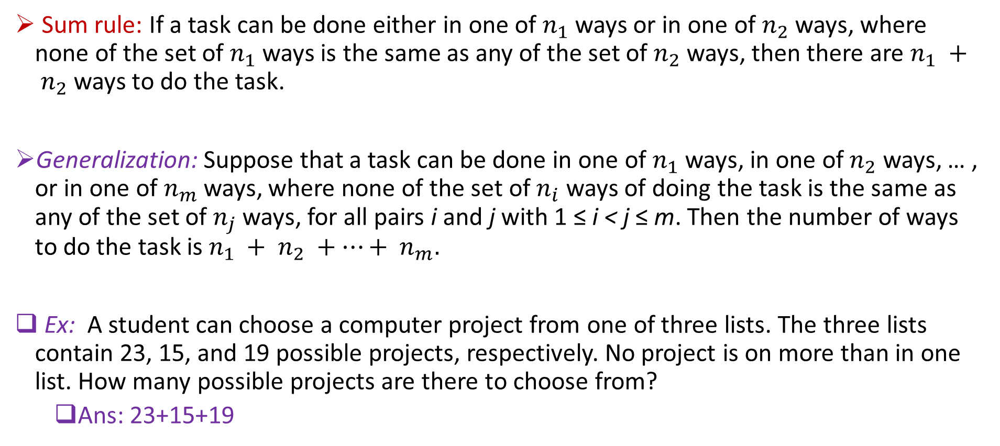 ➢ Sum rule: If a task can be done either in one of n₁ ways or in one of n₂ ways, where
none of the set of n₁ ways is the same as any of the set of n₂ ways, then there are n₁ +
n₂ ways to do the task.
➢ Generalization: Suppose that a task can be done in one of n₁ ways, in one of n₂ ways, … ,
or in one of nₘ ways, where none of the set of nᵢ ways of doing the task is the same as
any of the set of nⱼ ways, for all pairs i and j with 1 ≤ i < j ≤ m. Then the number of ways
to do the task is n₁ + n₂ + ⋯ + nₘ.
❑ Ex: A student can choose a computer project from one of three lists. The three lists
contain 23, 15, and 19 possible projects, respectively. No project is on more than in one
list. How many possible projects are there to choose from?
❑Ans: 23+15+19